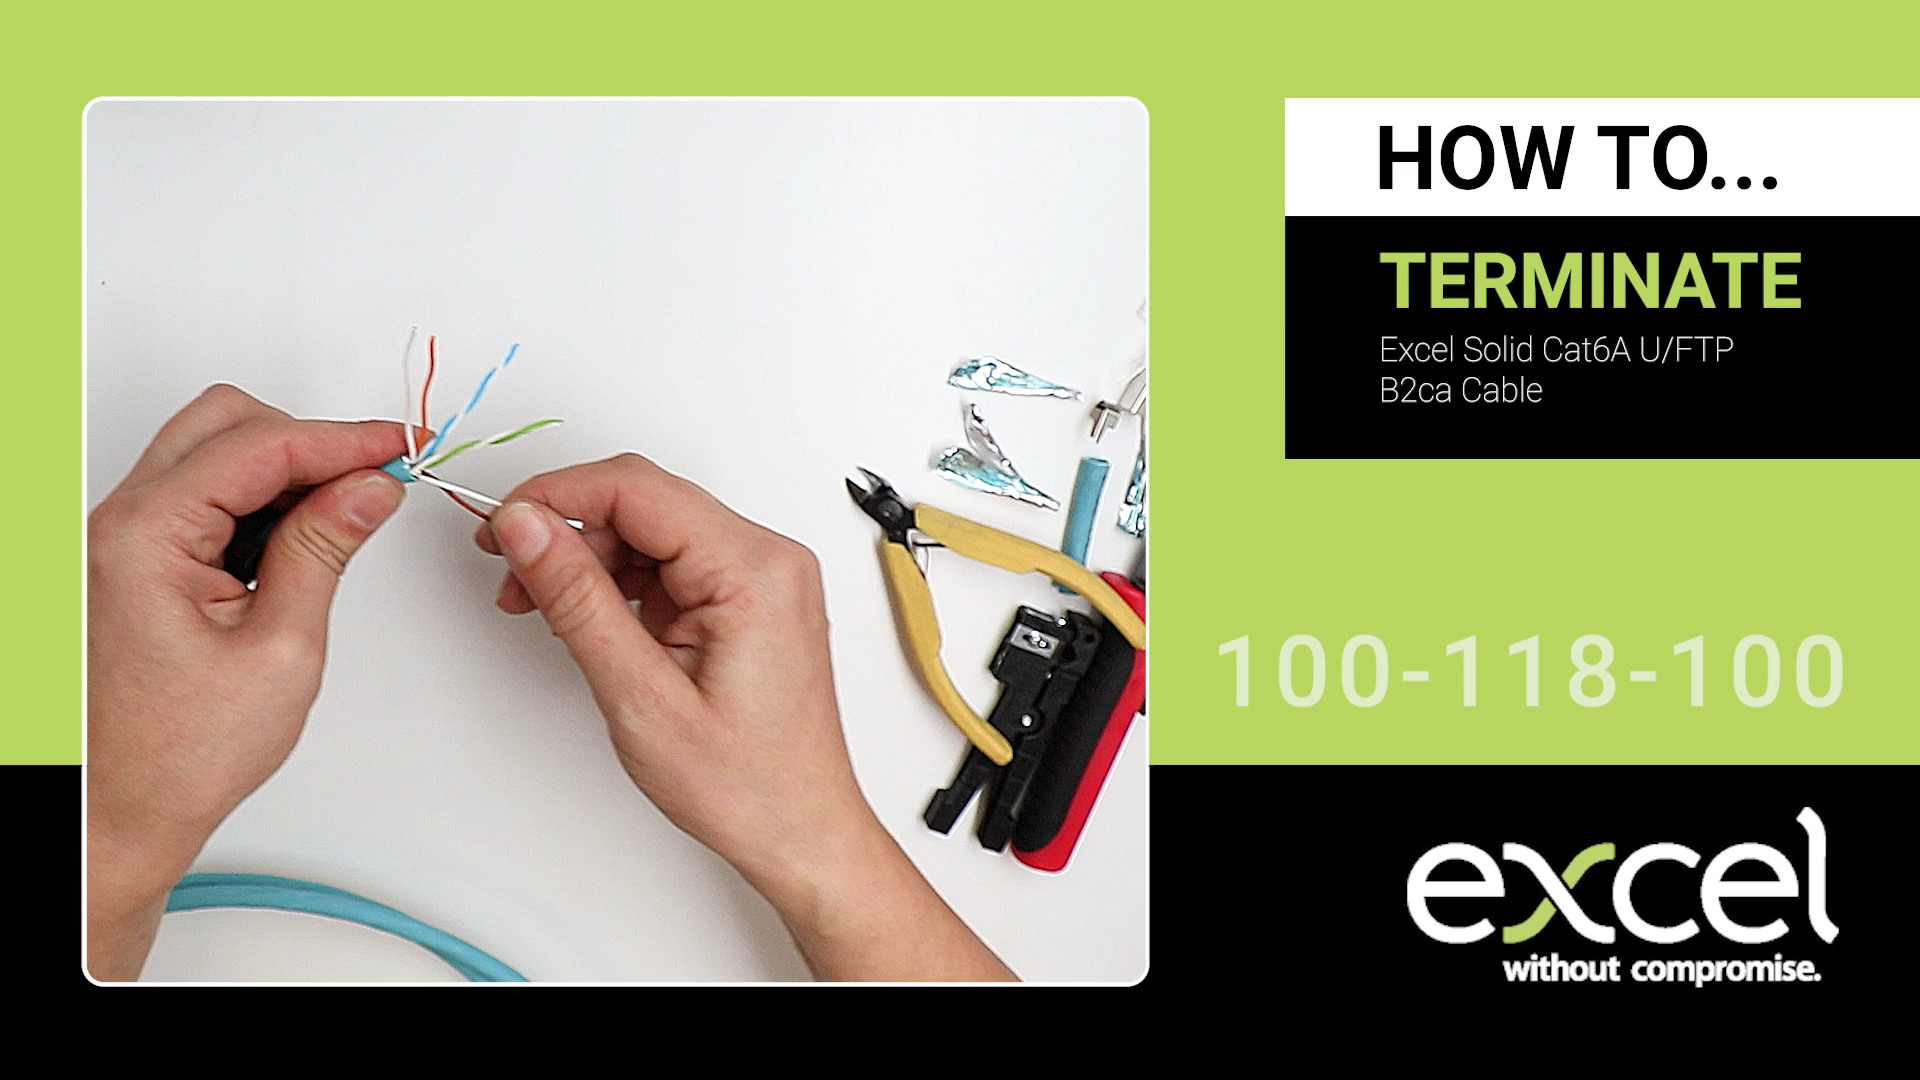 HOW TO...
TERMINATE
Excel Solid Cat6A U/FTP
B2ca Cable
100-118-100
excel
without compromise.